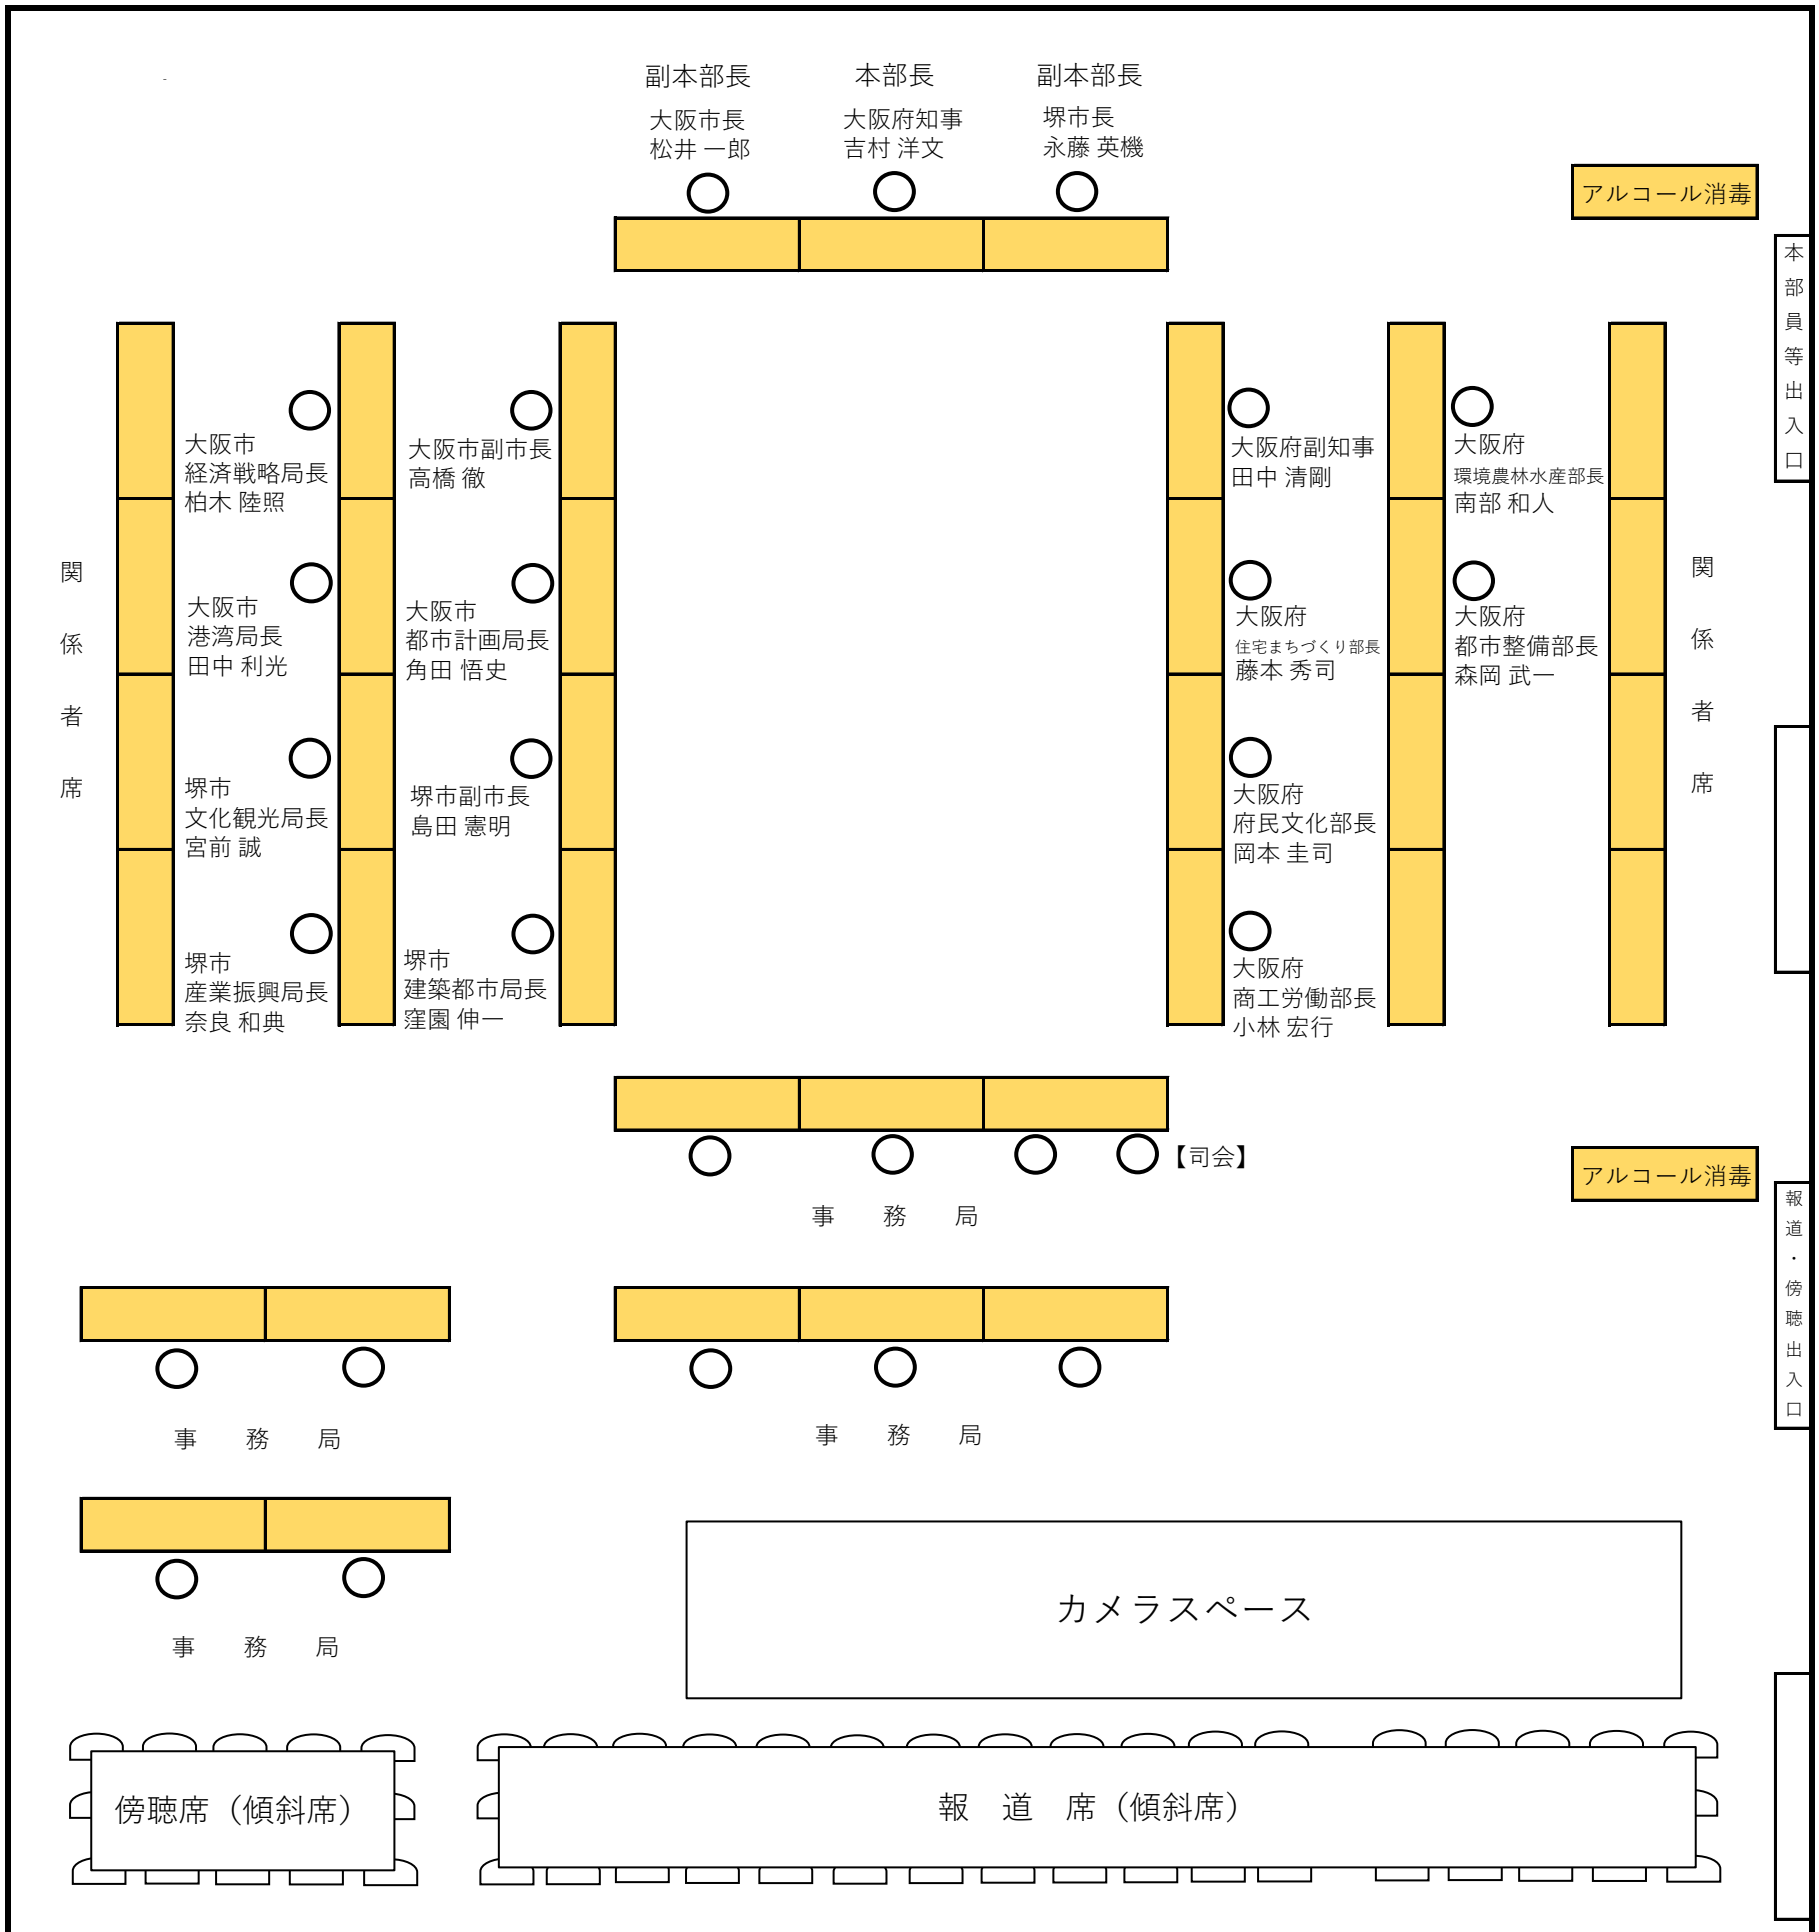 副本部長
大阪市長
松井 一郎
本部長
大阪府知事
吉村 洋文
副本部長
堺市長
永藤 英機
アルコール消毒
本部員等出入口
関係者席
大阪市
経済戦略局長
柏木 陸照
大阪市
港湾局長
田中 利光
堺市
文化観光局長
宮前 誠
堺市
産業振興局長
奈良 和典
大阪市副市長
高橋 徹
大阪市
都市計画局長
角田 悟史
堺市副市長
島田 憲明
堺市
建築都市局長
窪園 伸一
大阪府副知事
田中 清剛
大阪府
住宅まちづくり部長
藤本 秀司
大阪府
府民文化部長
岡本 圭司
大阪府
商工労働部長
小林 宏行
大阪府
環境農林水産部長
南部 和人
大阪府
都市整備部長
森岡 武一
関係者席
【司会】
事 務 局
アルコール消毒
報道・傍聴出入口
事 務 局
事 務 局
事 務 局
カメラスペース
傍聴席（傾斜席）
報 道 席（傾斜席）